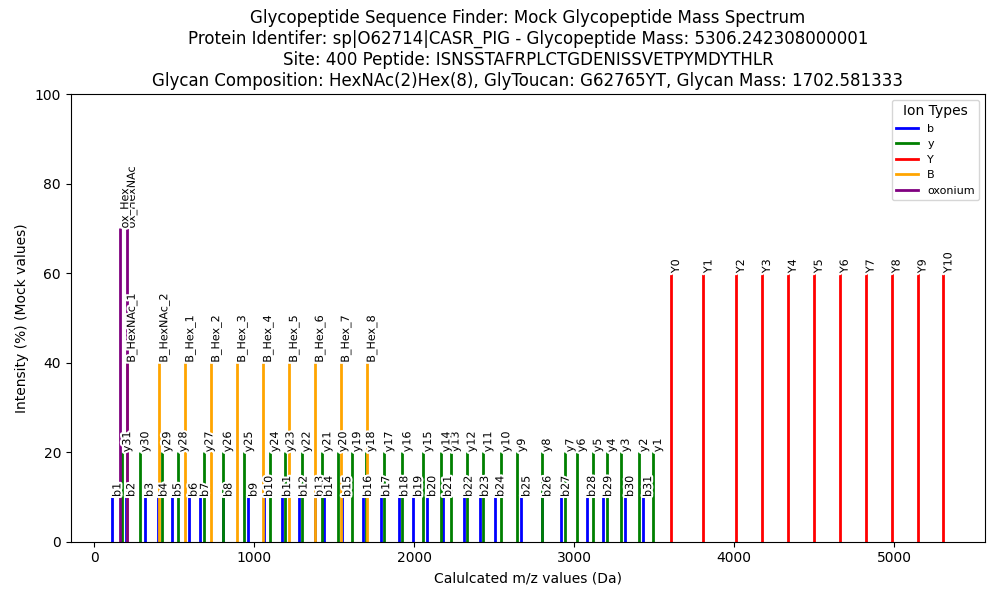 Glycopeptide Sequence Finder: Mock Glycopeptide Mass Spectrum
Protein Identifer: sp|O62714|CASR_PIG - Glycopeptide Mass: 5306.242308000001
Site: 400 Peptide: ISNSSTAFRPLCTGDENISSVETPYMDYTHLR
Glycan Composition: HexNAc(2)Hex(8), GlyToucan: G62765YT, Glycan Mass: 1702.581333
Intensity (%) (Mock values)
100
80
60
40
20
0
Ion Types
b
y
Y
B
oxonium
ox_Hex
ox_HexNAc
Y0
Y1
Y2
Y3
Y4
Y5
Y6
Y7
Y8
Y9
Y10
B_HexNAc_1
B_HexNAc_2
B_Hex_1
B_Hex_2
B_Hex_3
B_Hex_4
B_Hex_5
B_Hex_6
B_Hex_7
B_Hex_8
y31
y30
y29
y28
y27
y26
y25
y24
y23
y22
y21
y20
y19
y18
y17
y16
y15
y14
y13
y12
y11
y10
y9
y8
y7
y6
y5
y4
y3
y2
y1
b1
b2
b3
b4
b5
b6
b7
b8
b9
b10
b11
b12
b13
b14
b15
b16
b17
b18
b19
b20
b21
b22
b23
b24
b25
b26
b27
b28
b29
b30
b31
0
1000
2000
3000
4000
5000
Calulcated m/z values (Da)